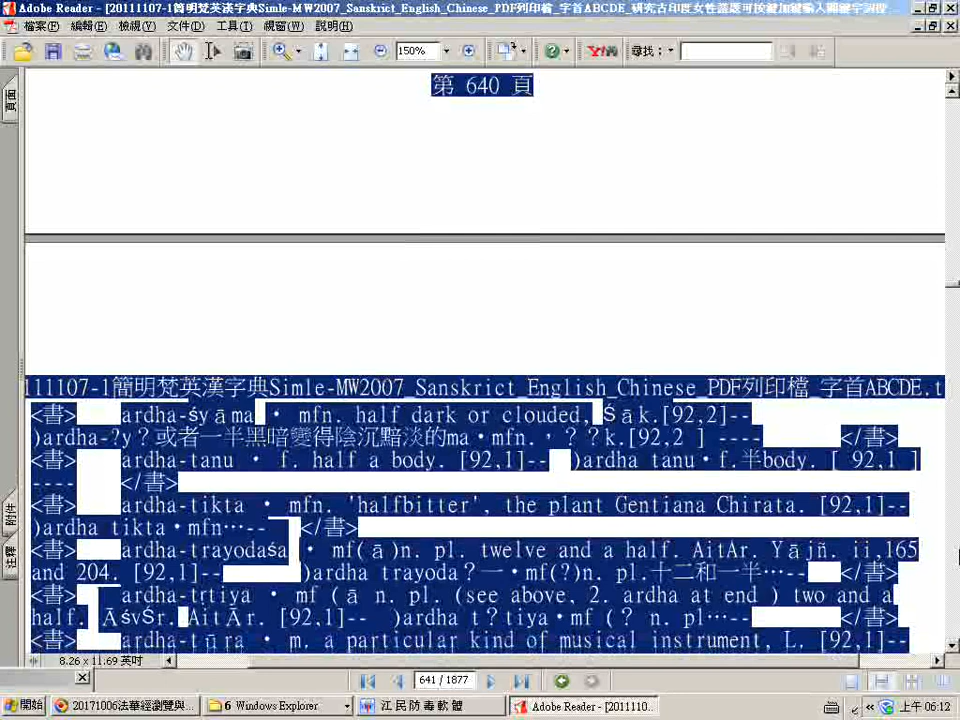 Adobe Reader - [20111107-1簡明梵英漢字典Simle-MW2007_Sanskrict_English_Chinese_PDF列印檔_字首ABCDE_研究古印度女性議題可按
檔案(F) 編輯(E) 檢視(V) 文件(D) 工具(T) 視窗(W) 說明(H)
150% 尋找:
頁面
第 640 頁
111107-1簡明梵英漢字典Simle-MW2007_Sanskrict_English_Chinese_PDF列印檔_字首ABCDE.t
<書> ardha-śyāma · mfn. half dark or clouded, Śāk.[92,2]--
)ardha-?y?或者一半黑暗變得陰沉黯淡的ma·mfn.,??k.[92,2 ] ---- </書>
<書> ardha-tanu · f. half a body. [92,1]-- )ardha tanu·f.半body. [ 92,1 ]
---- </書>
<書> ardha-tikta · mfn. 'halfbitter', the plant Gentiana Chirata. [92,1]--
)ardha tikta·mfn…-- </書>
<書> ardha-trayodaśa · mf(ā)n. pl. twelve and a half. AitAr. Yājñ. ii,165
and 204. [92,1]-- )ardha trayoda?一·mf(?)n. pl.十二和一半…-- </書>
<書> ardha-tṛtiya · mf (ā n. pl. (see above, 2. ardha at end ) two and a
half. ĀśvŚr. AitĀr. [92,1]-- )ardha t?tiya·mf (? n. pl…-- </書>
<書> ardha-tūra · m. a particular kind of musical instrument, L. [92,1]--
附件
注釋
8.26 x 11.69 英吋
641 / 1877
開始 20171006法華經瀏覽與... 6 Windows Explorer 江民防毒軟體 Adobe Reader - [2011110... 上午 06:12